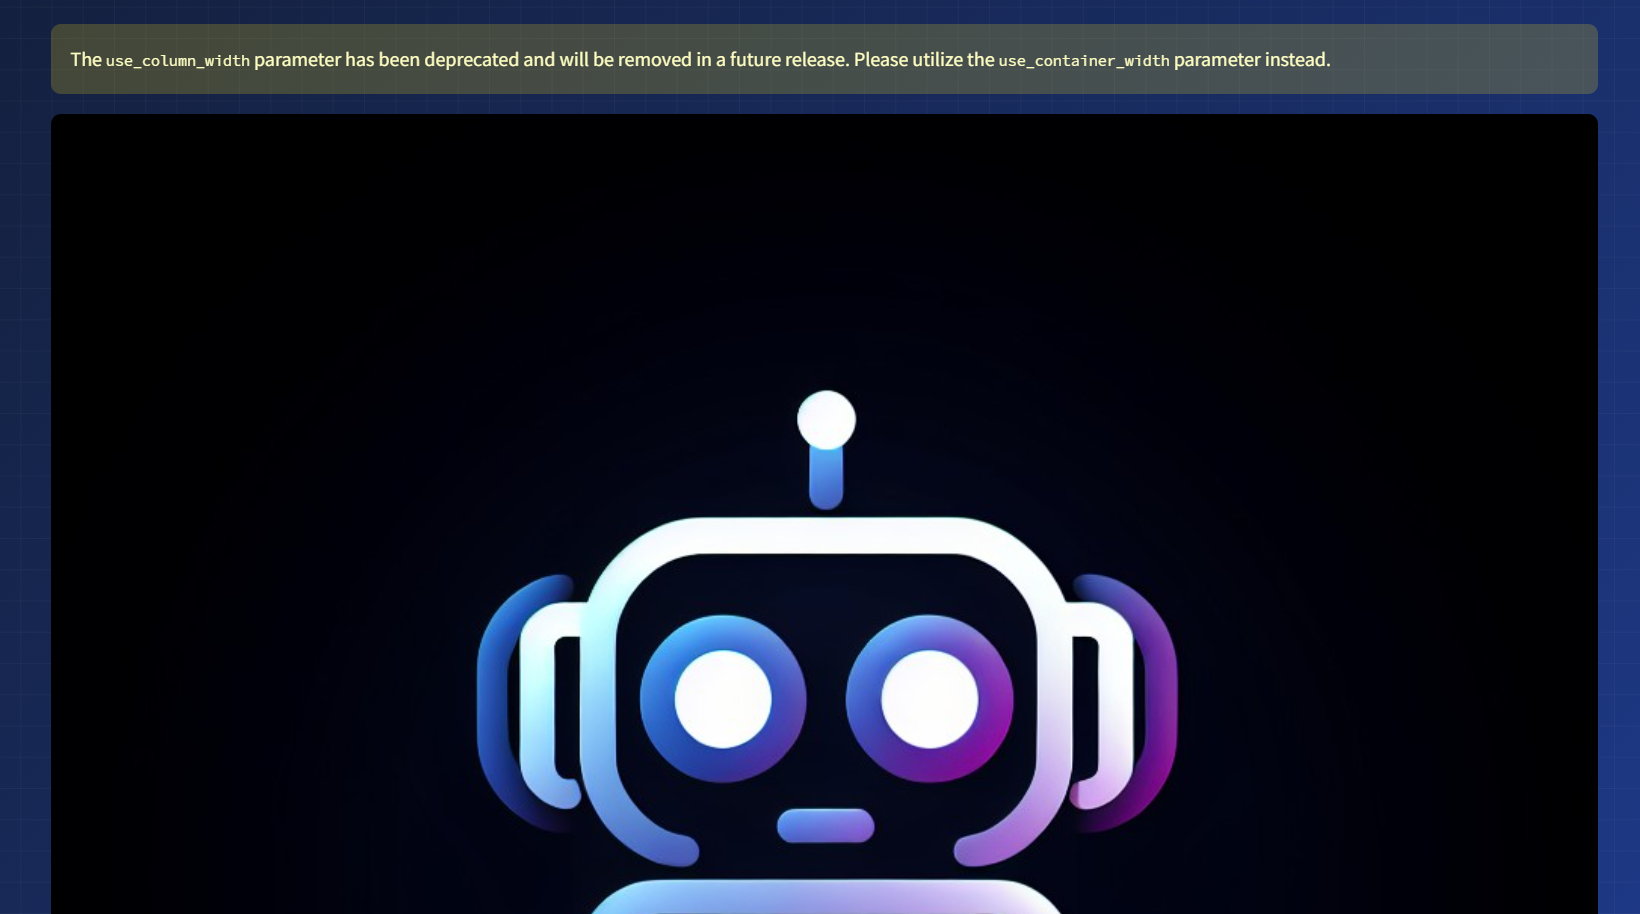 The use_column_width parameter has been deprecated and will be removed in a future release. Please utilize the use_container_width parameter instead.